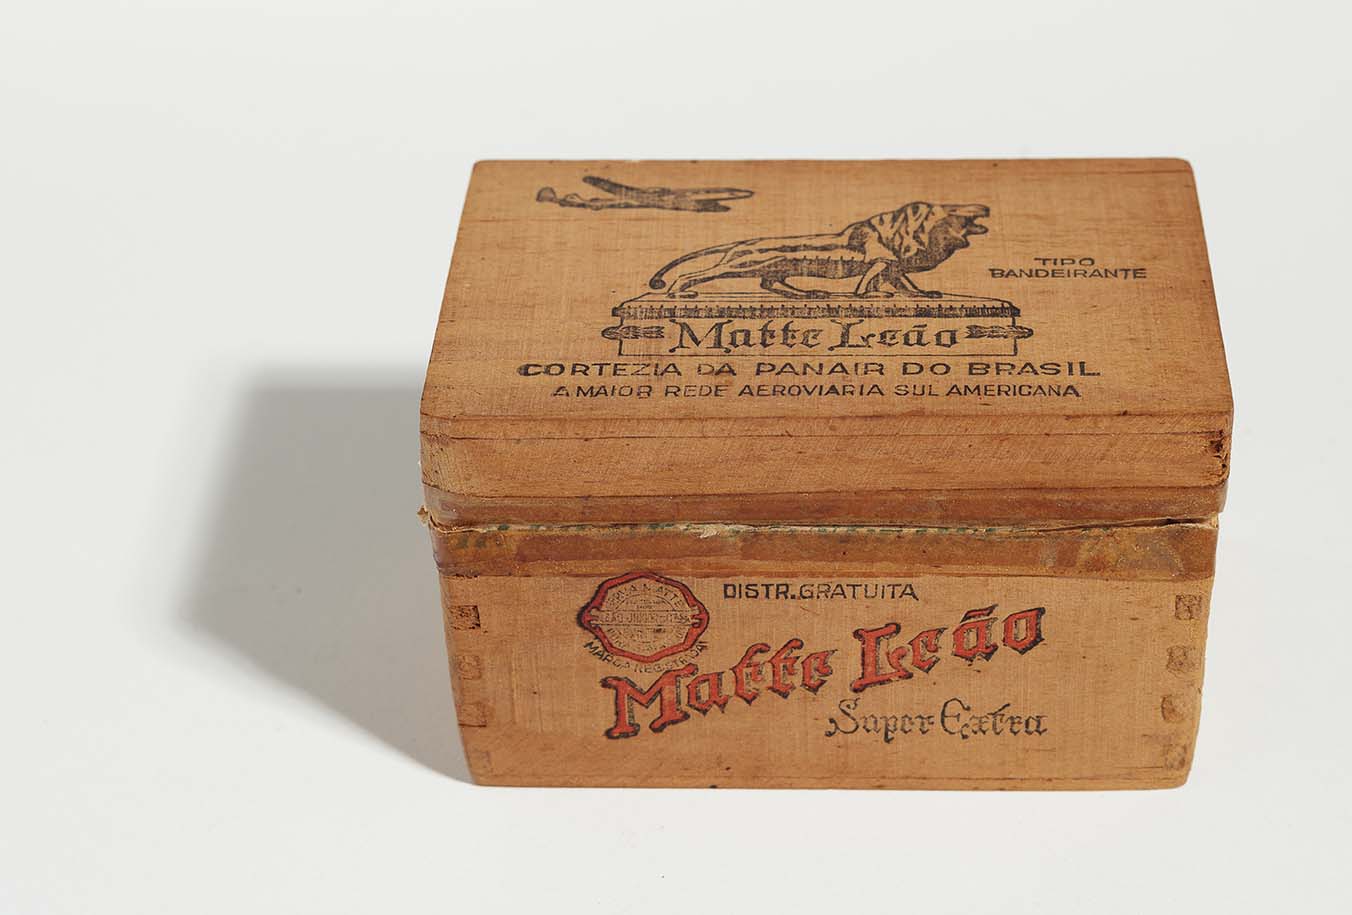 TIPO
BANDEIRANTE
Matte Leão
CORTEZIA DA PANAIR DO BRASIL
A MAIOR REDE AEROVIARIA SUL AMERICANA
DISTR. GRATUITA
MARCA REGISTRADA
Matte Leão
Super Extra